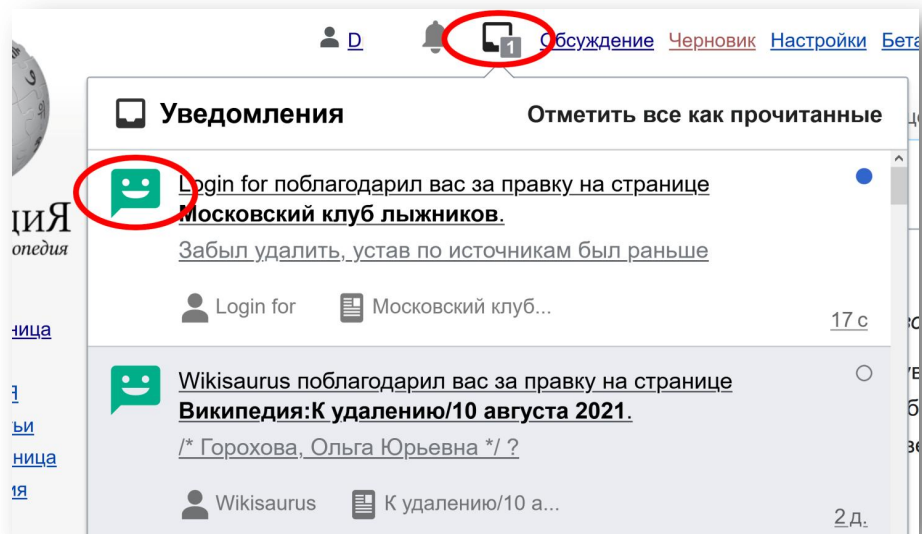 D 1 Обсуждение Черновик Настройки Бета
Уведомления Отметить все как прочитанные
Login for поблагодарил вас за правку на странице
Московский клуб лыжников.
Забыл удалить, устав по источникам был раньше
Login for Московский клуб... 17 с
Wikisaurus поблагодарил вас за правку на странице
Википедия:К удалению/10 августа 2021.
/* Горохова, Ольга Юрьевна */ ?
Wikisaurus К удалению/10 а... 2 д.